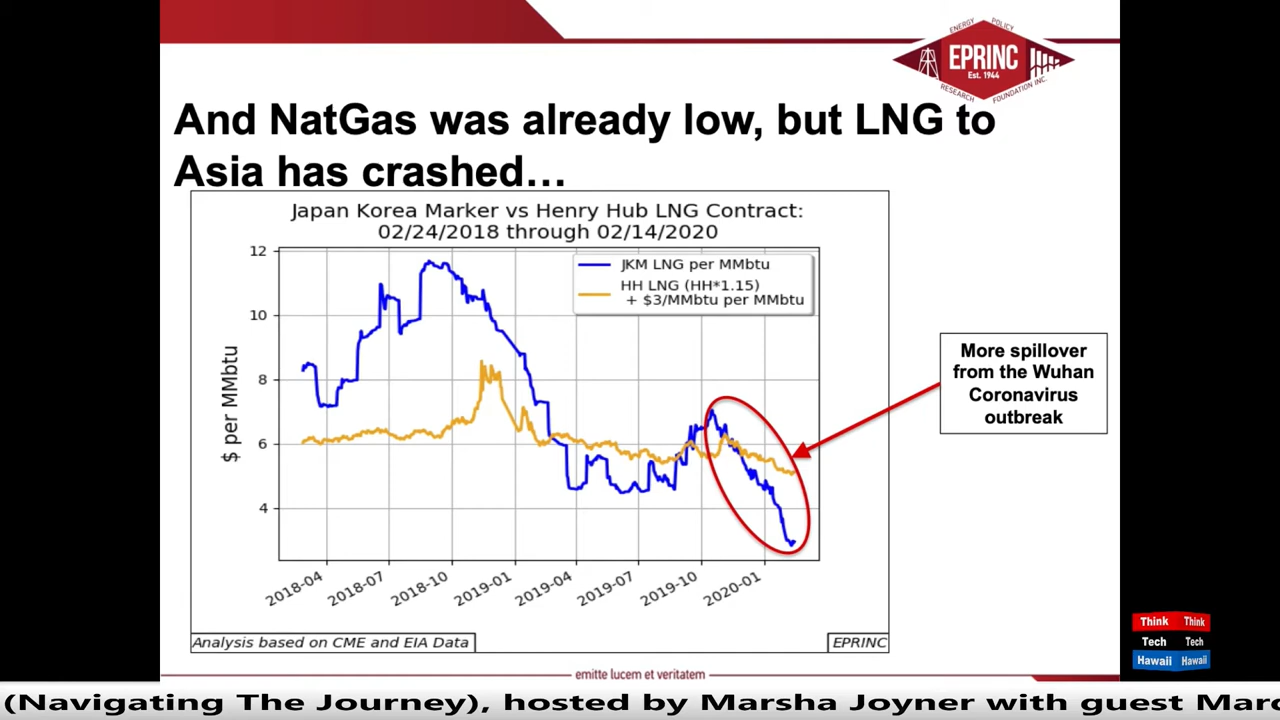 ENERGY POLICY
EPRINC
Est. 1944
RESEARCH FOUNDATION INC.
And NatGas was already low, but LNG to
Asia has crashed…
Japan Korea Marker vs Henry Hub LNG Contract:
02/24/2018 through 02/14/2020
JKM LNG per MMbtu
HH LNG (HH*1.15)
+ $3/MMbtu per MMbtu
$ per MMbtu
12
10
8
6
4
2018-04
2018-07
2018-10
2019-01
2019-04
2019-07
2019-10
2020-01
More spillover
from the Wuhan
Coronavirus
outbreak
Analysis based on CME and EIA Data
EPRINC
emitte lucem et veritatem
Think Think
Tech Tech
Hawaii Hawaii
(Navigating The Journey), hosted by Marsha Joyner with guest Marc